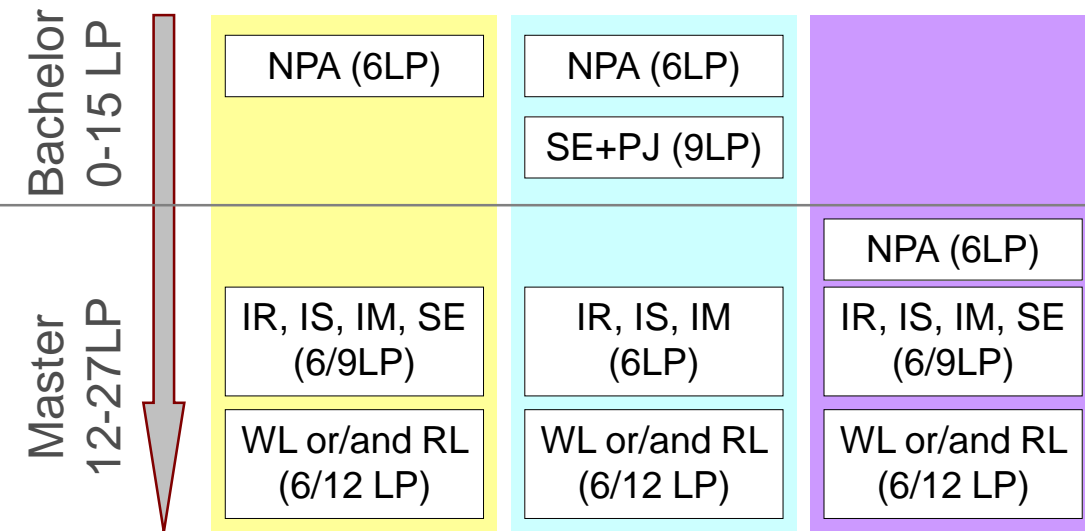 Bachelor
0-15 LP
NPA (6LP)
NPA (6LP)
SE+PJ (9LP)
Master
12-27LP
NPA (6LP)
IR, IS, IM, SE
(6/9LP)
IR, IS, IM
(6LP)
IR, IS, IM, SE
(6/9LP)
WL or/and RL
(6/12 LP)
WL or/and RL
(6/12 LP)
WL or/and RL
(6/12 LP)